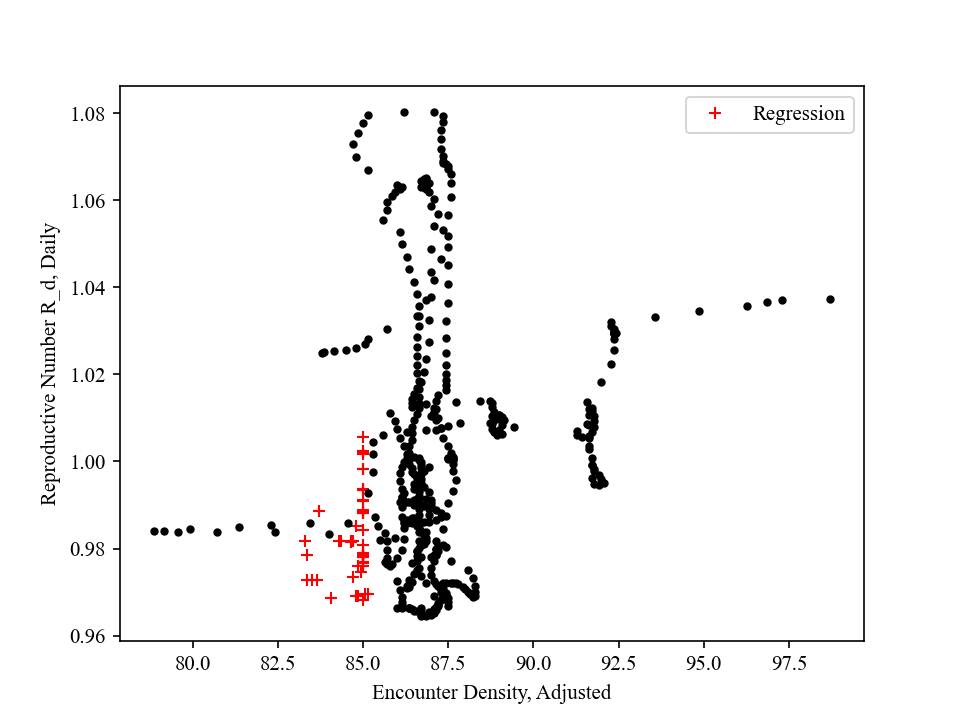 Regression
1.08
1.06
1.04
1.02
1.00
0.98
0.96
Reproductive Number R_d, Daily
80.0 82.5 85.0 87.5 90.0 92.5 95.0 97.5
Encounter Density, Adjusted